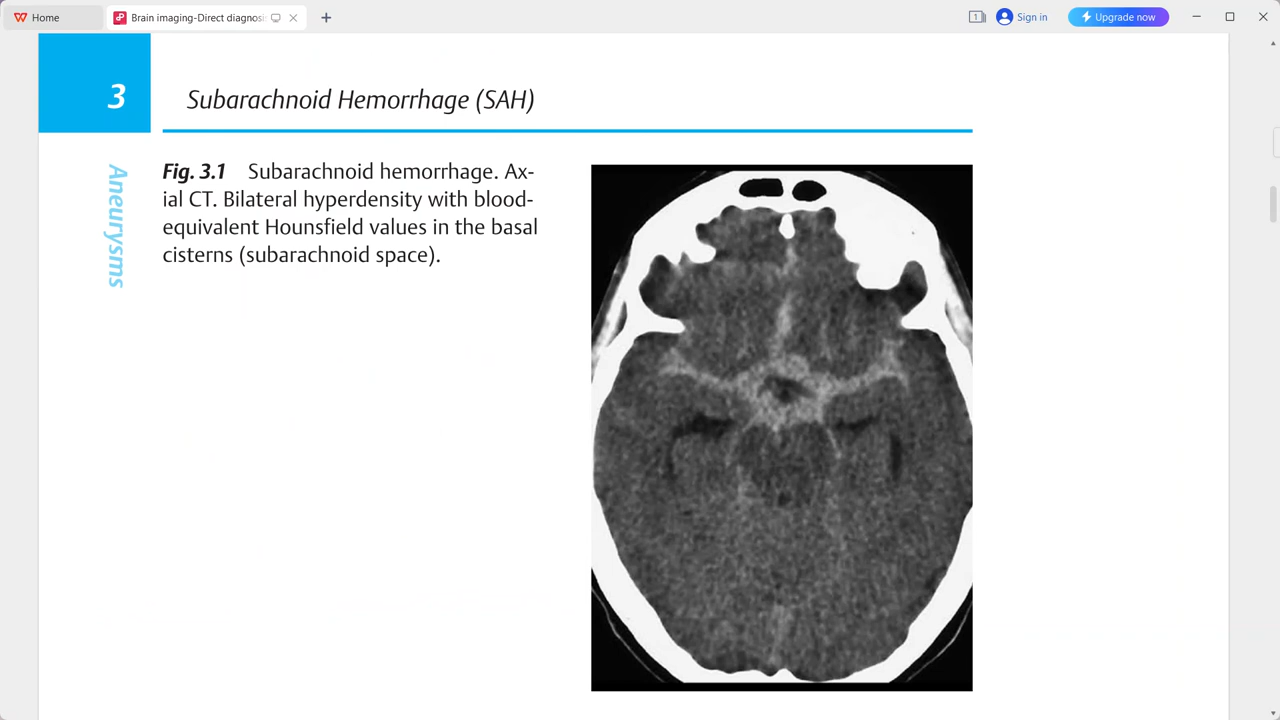 Home
Brain imaging-Direct diagnosi
1
Sign in
Upgrade now
3
Subarachnoid Hemorrhage (SAH)
Aneurysms
Fig. 3.1 Subarachnoid hemorrhage. Ax-
ial CT. Bilateral hyperdensity with blood-
equivalent Hounsfield values in the basal
cisterns (subarachnoid space).